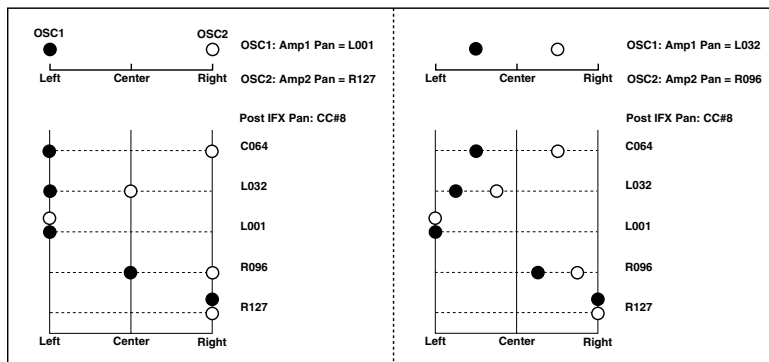 OSC1 OSC2
OSC1: Amp1 Pan = L001
Left Center Right
OSC2: Amp2 Pan = R127
Post IFX Pan: CC#8
C064
L032
L001
R096
R127
Left Center Right
OSC1: Amp1 Pan = L032
Left Center Right
OSC2: Amp2 Pan = R096
Post IFX Pan: CC#8
C064
L032
L001
R096
R127
Left Center Right